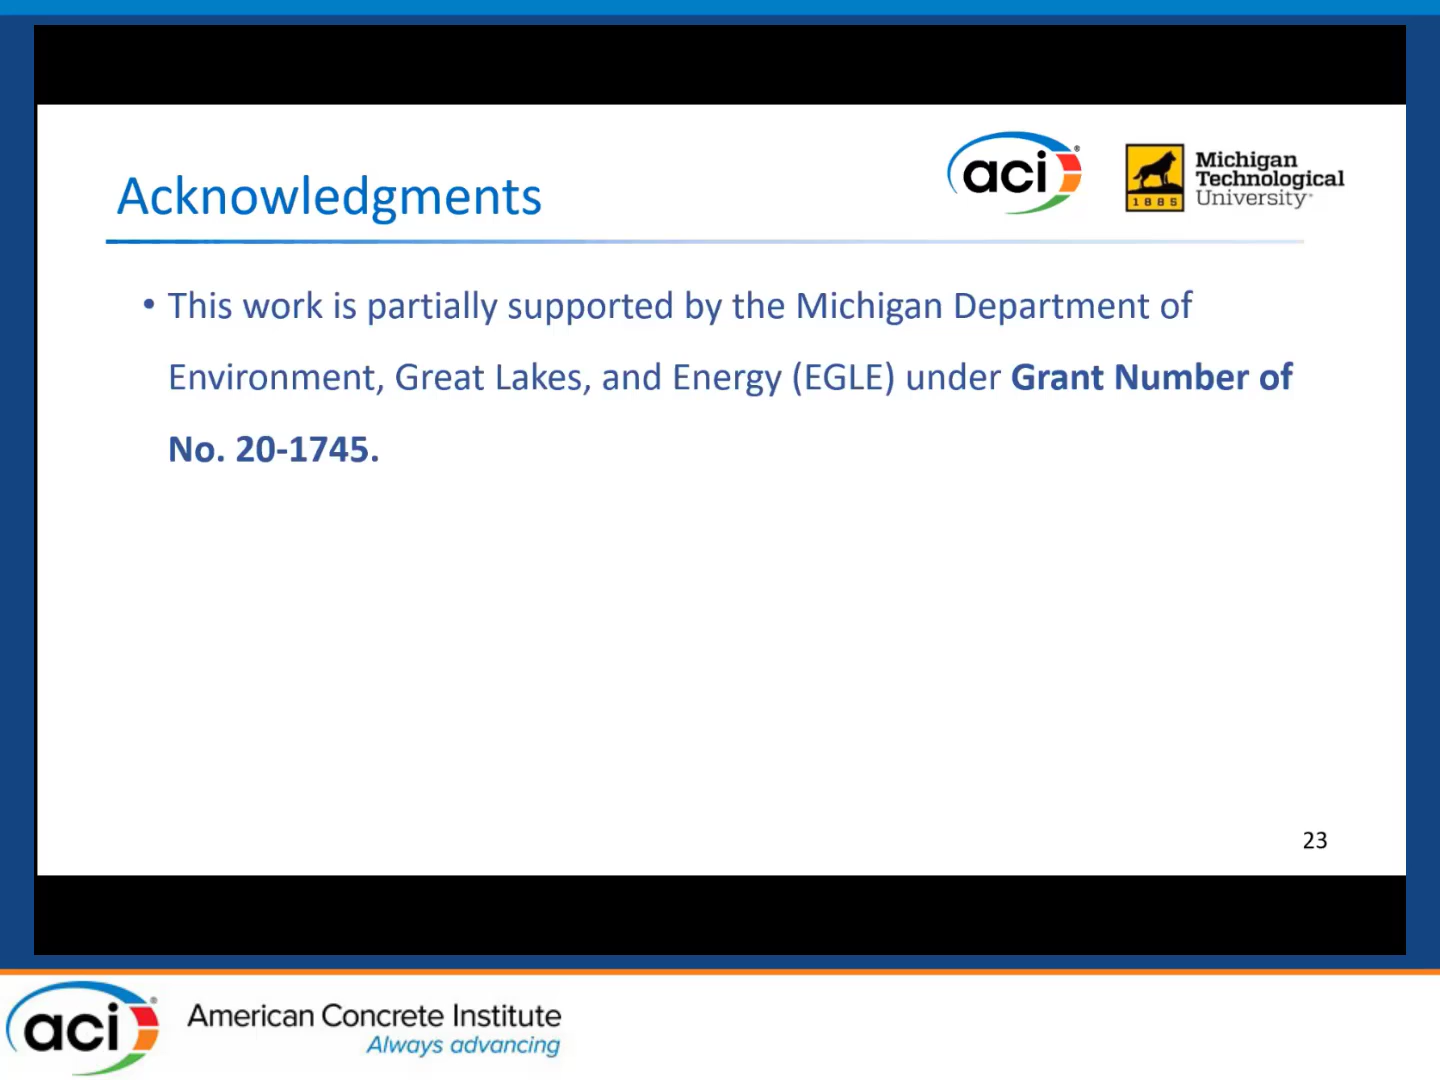 Acknowledgments
aci®
1885
Michigan
Technological
University
• This work is partially supported by the Michigan Department of
Environment, Great Lakes, and Energy (EGLE) under Grant Number of
No. 20-1745.
23
aci®
American Concrete Institute
Always advancing